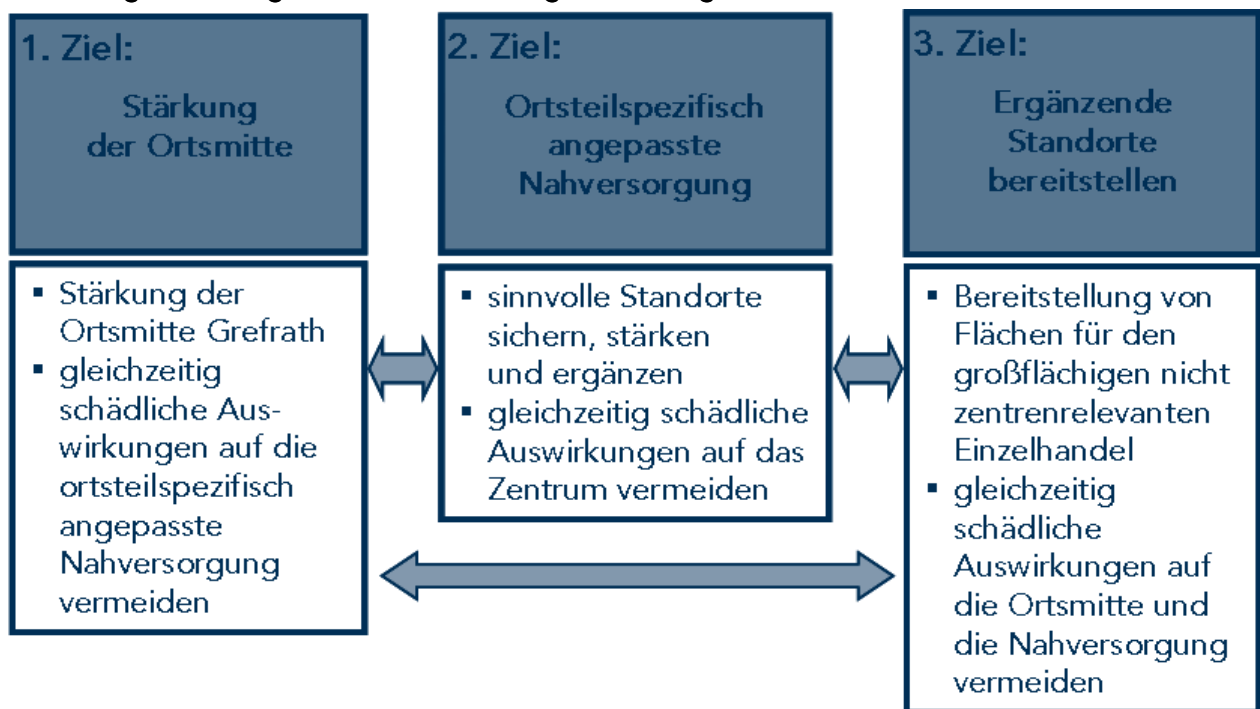 1. Ziel:
Stärkung
der Ortsmitte
▪ Stärkung der
Ortsmitte Grefrath
▪ gleichzeitig
schädliche Aus-
wirkungen auf die
ortsteilspezifisch
angepasste
Nahversorgung
vermeiden
2. Ziel:
Ortsteilspezifisch
angepasste
Nahversorgung
▪ sinnvolle Standorte
sichern, stärken
und ergänzen
▪ gleichzeitig schädliche
Auswirkungen auf das
Zentrum vermeiden
3. Ziel:
Ergänzende
Standorte
bereitstellen
▪ Bereitstellung von
Flächen für den
großflächigen nicht
zentrenrelevanten
Einzelhandel
▪ gleichzeitig
schädliche
Auswirkungen auf
die Ortsmitte und
die Nahversorgung
vermeiden